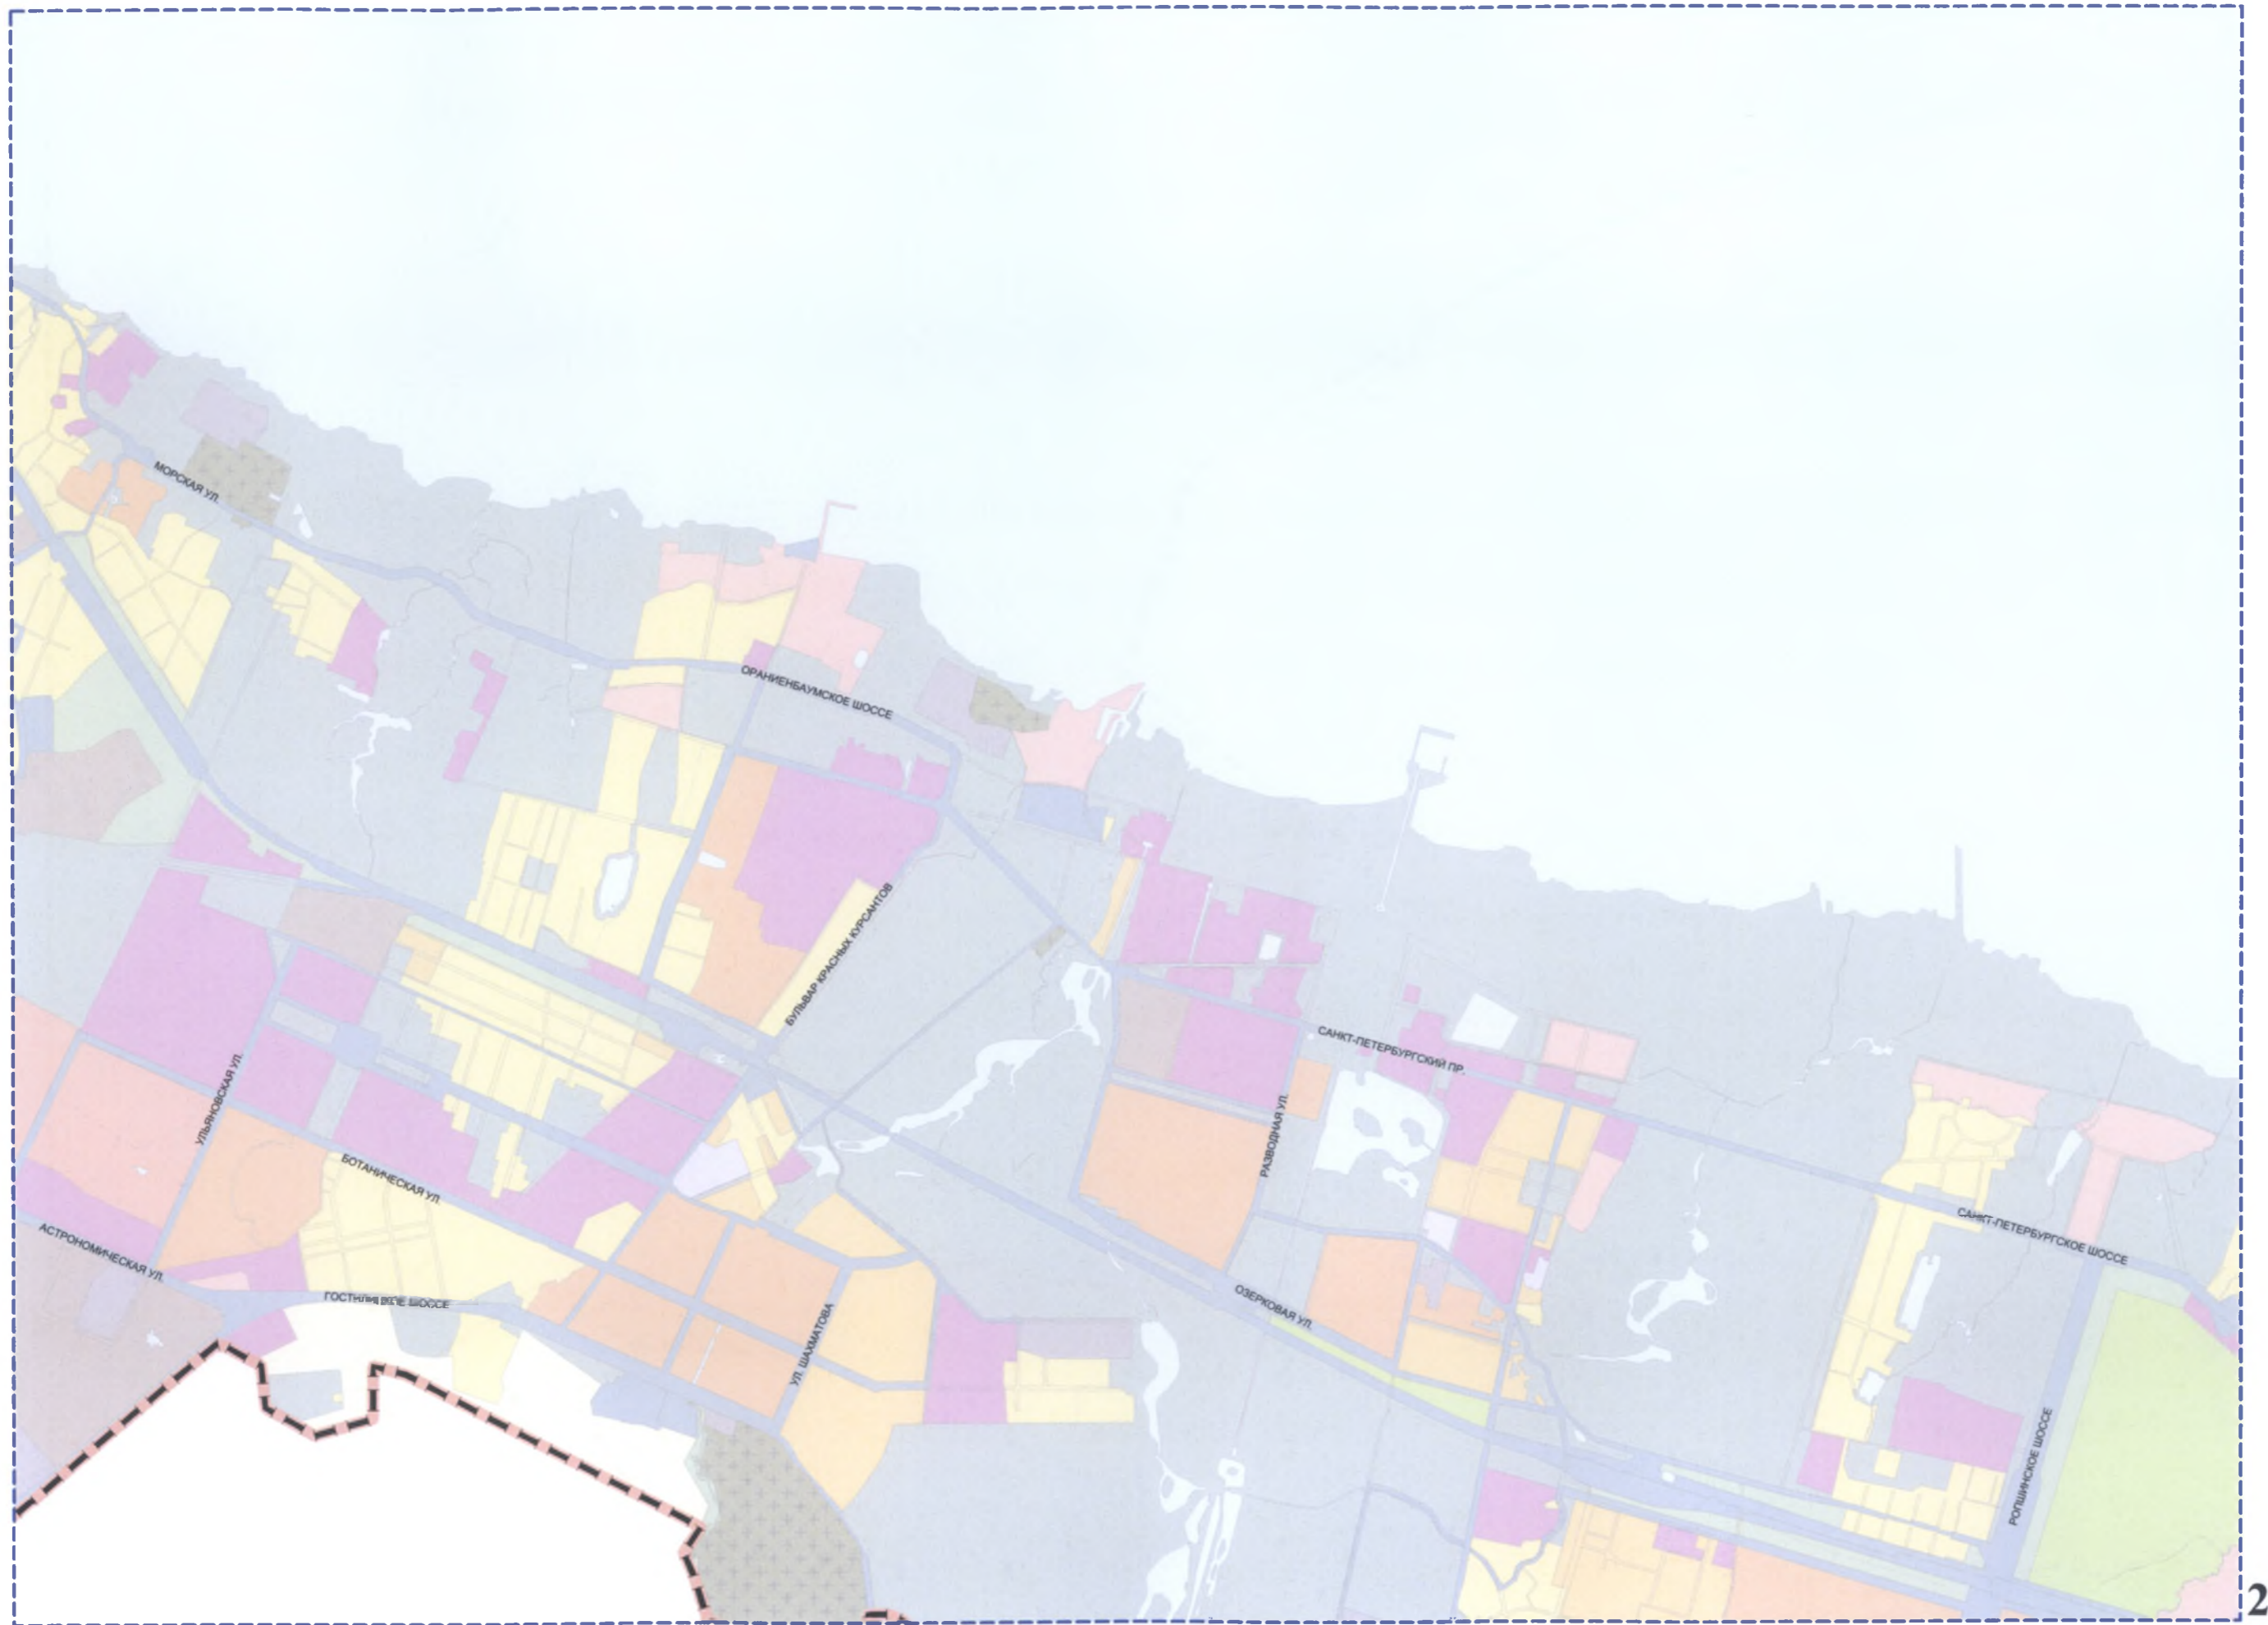 МОРСКАЯ УЛ.
ОРАНИЕНБАУМСКОЕ ШОССЕ
БУЛЬВАР КРАСНЫХ КУРСАНТОВ
САНКТ-ПЕТЕРБУРГСКИЙ ПР.
УЛЬЯНОВСКАЯ УЛ.
РАЗВОДНАЯ УЛ.
БОТАНИЧЕСКАЯ УЛ.
САНКТ-ПЕТЕРБУРГСКОЕ ШОССЕ
АСТРОНОМИЧЕСКАЯ УЛ.
ШОССЕ
ОЗЕРКОВАЯ УЛ.
УЛ. ШАХМАТОВА
РОПШИНСКОЕ ШОССЕ
2